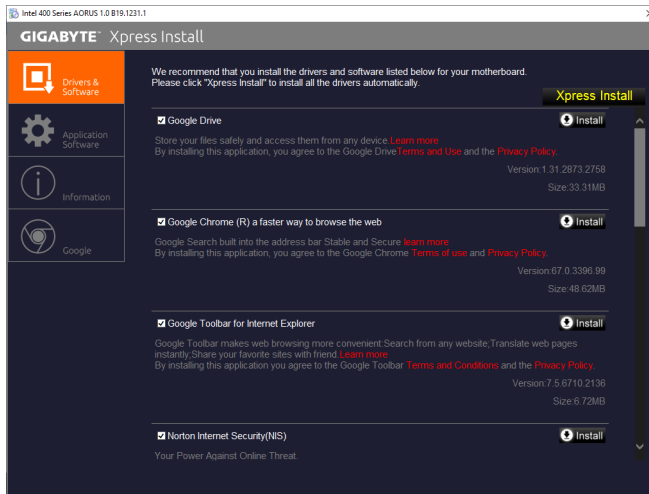 Intel 400 Series AORUS 1.0 B19.1231.1
GIGABYTE™ Xpress Install
Drivers &
Software
Application
Software
Information
Google
We recommend that you install the drivers and software listed below for your motherboard.
Please click "Xpress Install" to install all the drivers automatically.
Xpress Install
Google Drive
Install
Store your files safely and access them from any device.Learn more
By installing this application, you agree to the Google DriveTerms and Use and the Privacy Policy.
Version:1.31.2873.2758
Size:33.31MB
Google Chrome (R) a faster way to browse the web
Install
Google Search built into the address bar Stable and Secure learn more
By installing this application, you agree to the Google Chrome Terms of use and Privacy Policy.
Version:67.0.3396.99
Size:48.62MB
Google Toolbar for Internet Explorer
Install
Google Toolbar makes web browsing more convenient.Search from any website;Translate web pages
instantly;Share your favorite sites with friend.Learn more
By installing this application you agree to the Google Toolbar Terms and Conditions and the Privacy Policy.
Version:7.5.6710.2136
Size:6.72MB
Norton Internet Security(NIS)
Install
Your Power Against Online Threat.